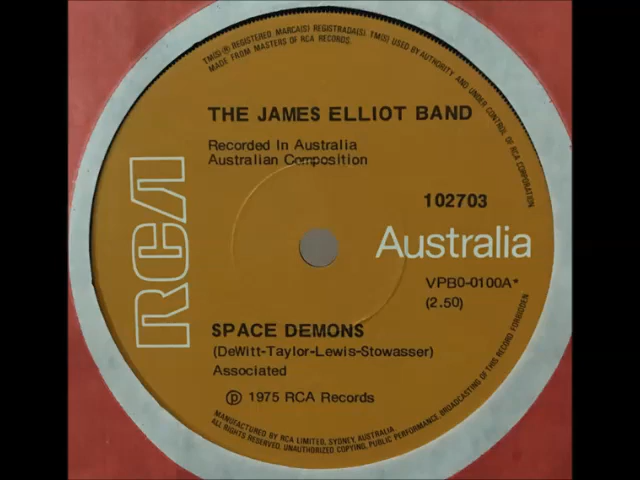 TM(S) ® REGISTERED. MARCA(S) REGISTRADA(S). TM(S) USED BY AUTHORITY AND UNDER CONTROL OF RCA CORPORATION
MADE FROM MASTERS OF RCA RECORDS.
THE JAMES ELLIOT BAND
Recorded In Australia
Australian Composition
RCA
102703
Australia
VPB0-0100A*
(2.50)
SPACE DEMONS
(DeWitt-Taylor-Lewis-Stowasser)
Associated
℗ 1975 RCA Records
MANUFACTURED BY RCA LIMITED, SYDNEY, AUSTRALIA.
ALL RIGHTS RESERVED. UNAUTHORIZED COPYING, PUBLIC PERFORMANCE, BROADCASTING OF THIS RECORD FORBIDDEN